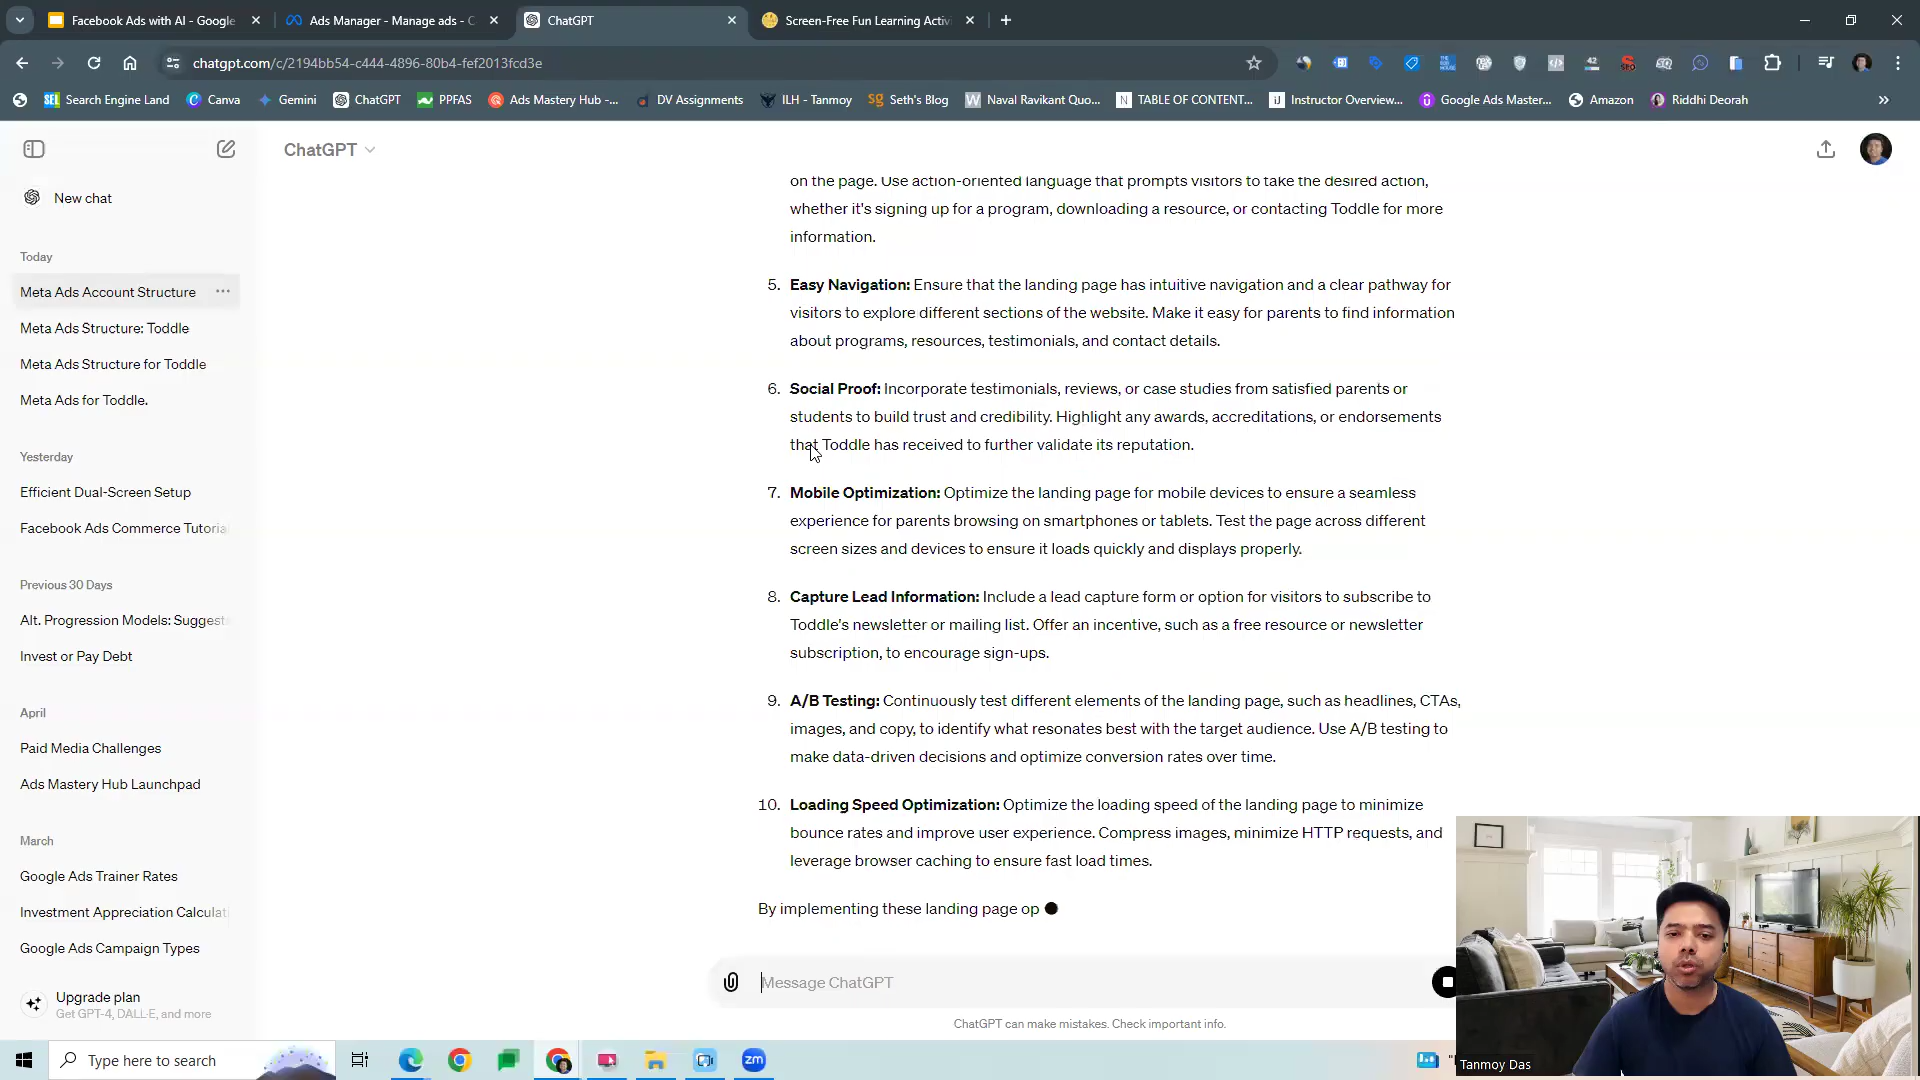 Facebook Ads with AI - Google
Ads Manager - Manage ads - C
ChatGPT
Screen-Free Fun Learning Activi
chatgpt.com/c/2194bb54-c444-4896-80b4-fef2013fcd3e
Search Engine Land
Canva
Gemini
ChatGPT
PPFAS
Ads Mastery Hub -...
DV Assignments
ILH - Tanmoy
Seth's Blog
Naval Ravikant Quo...
TABLE OF CONTENT...
Instructor Overview...
Google Ads Master...
Amazon
Riddhi Deorah
ChatGPT
New chat
Today
Meta Ads Account Structure
Meta Ads Structure: Toddle
Meta Ads Structure for Toddle
Meta Ads for Toddle.
Yesterday
Efficient Dual-Screen Setup
Facebook Ads Commerce Tutoria
Previous 30 Days
Alt. Progression Models: Suggest
Invest or Pay Debt
April
Paid Media Challenges
Ads Mastery Hub Launchpad
March
Google Ads Trainer Rates
Investment Appreciation Calculat
Google Ads Campaign Types
Upgrade plan
Get GPT-4, DALL·E, and more
on the page. Use action-oriented language that prompts visitors to take the desired action,
whether it's signing up for a program, downloading a resource, or contacting Toddle for more
information.
5. Easy Navigation: Ensure that the landing page has intuitive navigation and a clear pathway for
visitors to explore different sections of the website. Make it easy for parents to find information
about programs, resources, testimonials, and contact details.
6. Social Proof: Incorporate testimonials, reviews, or case studies from satisfied parents or
students to build trust and credibility. Highlight any awards, accreditations, or endorsements
that Toddle has received to further validate its reputation.
7. Mobile Optimization: Optimize the landing page for mobile devices to ensure a seamless
experience for parents browsing on smartphones or tablets. Test the page across different
screen sizes and devices to ensure it loads quickly and displays properly.
8. Capture Lead Information: Include a lead capture form or option for visitors to subscribe to
Toddle's newsletter or mailing list. Offer an incentive, such as a free resource or newsletter
subscription, to encourage sign-ups.
9. A/B Testing: Continuously test different elements of the landing page, such as headlines, CTAs,
images, and copy, to identify what resonates best with the target audience. Use A/B testing to
make data-driven decisions and optimize conversion rates over time.
10. Loading Speed Optimization: Optimize the loading speed of the landing page to minimize
bounce rates and improve user experience. Compress images, minimize HTTP requests, and
leverage browser caching to ensure fast load times.
By implementing these landing page op
Message ChatGPT
ChatGPT can make mistakes. Check important info.
Type here to search
zm
Tanmoy Das